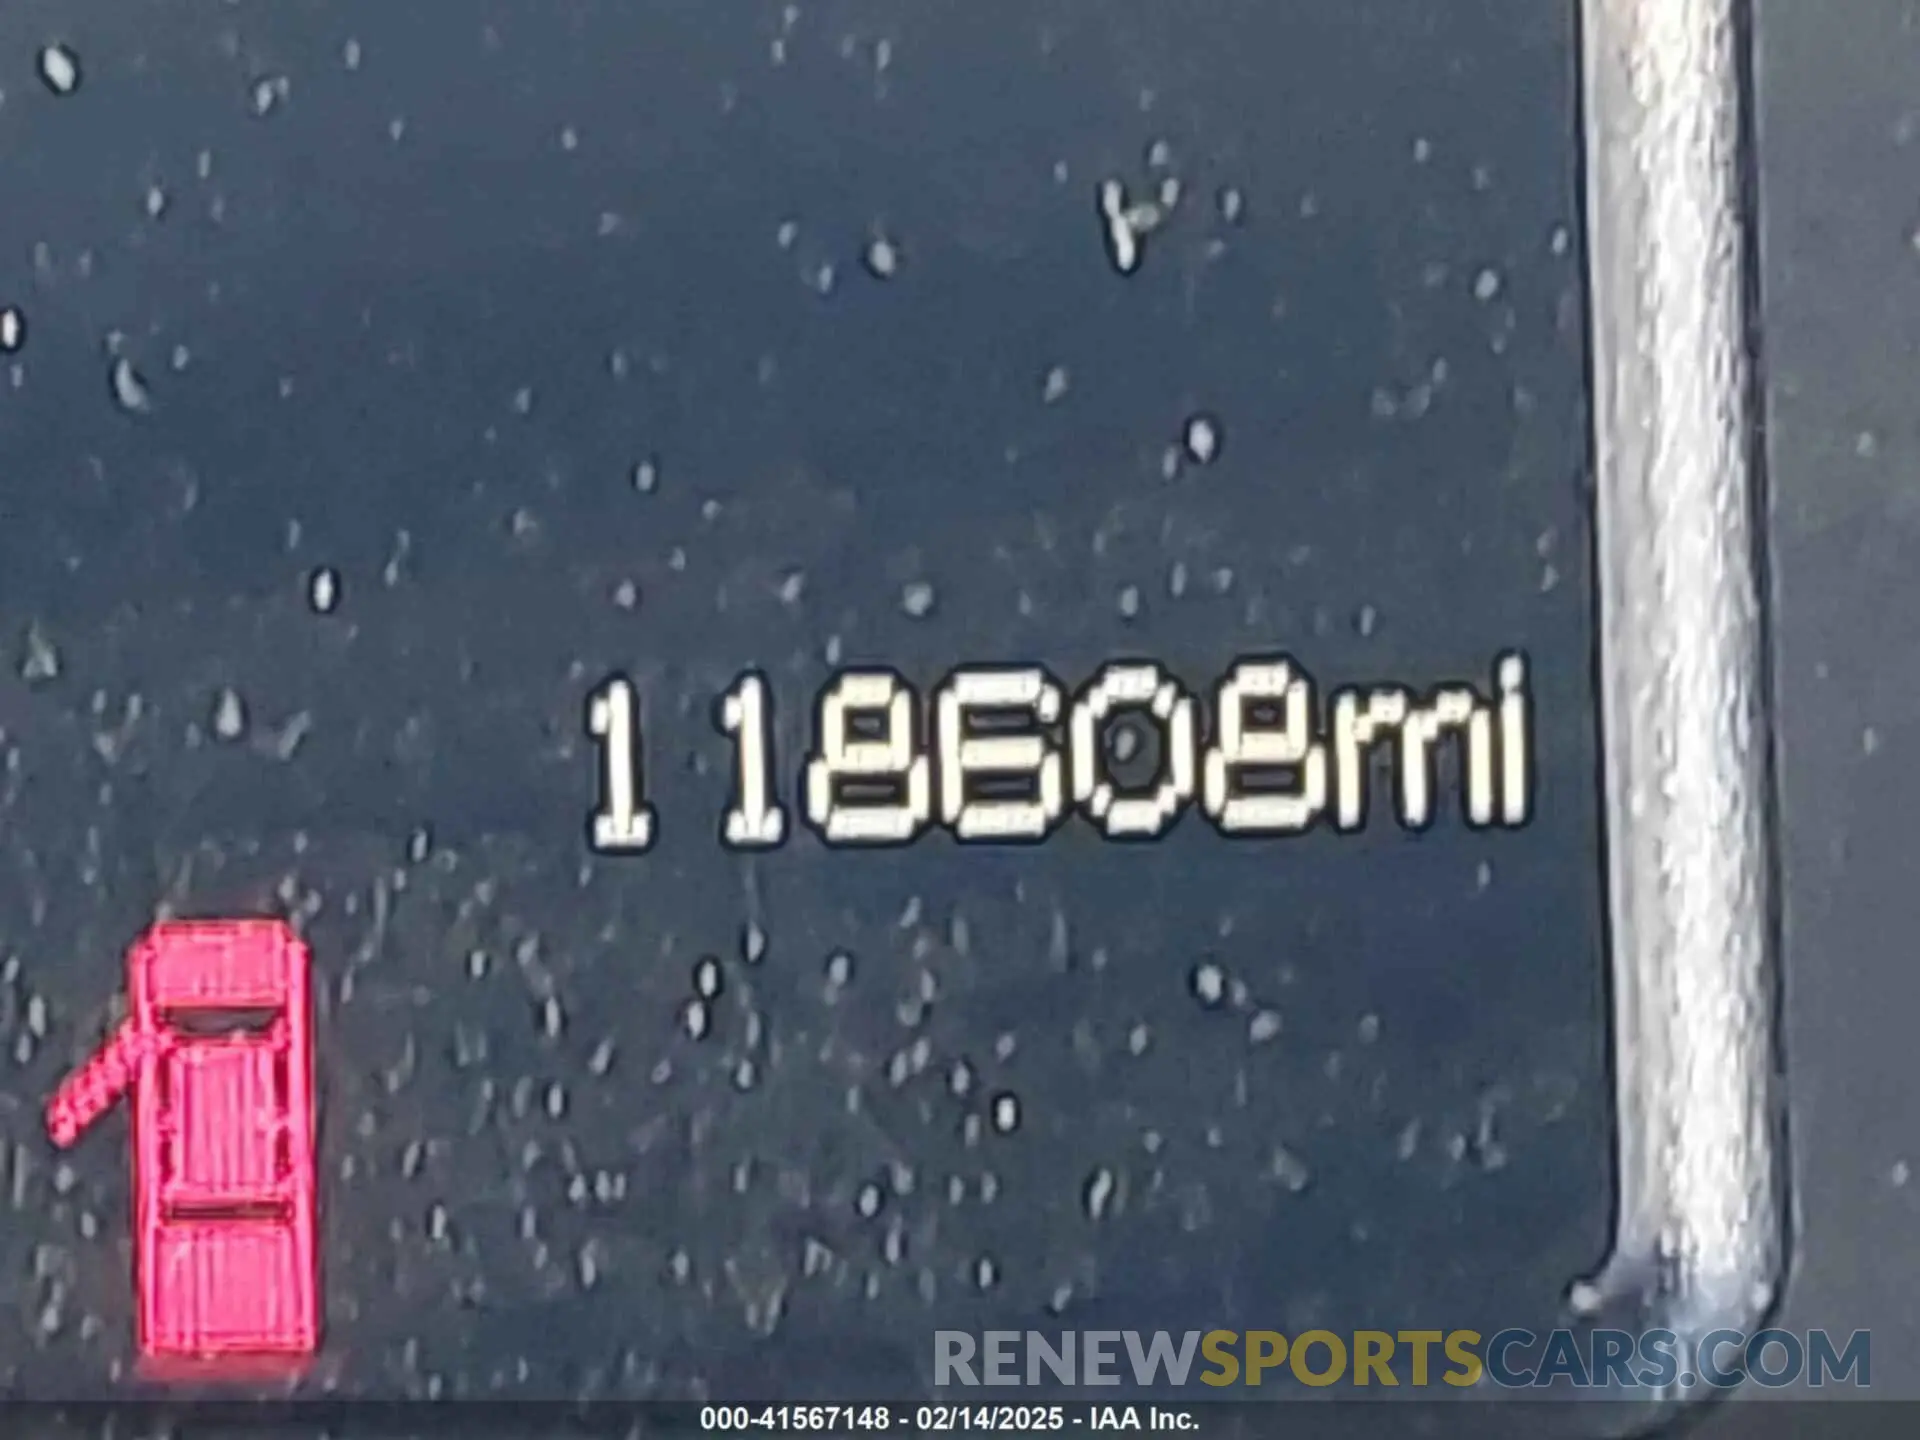 118608mi
RENEWSPORTSCARS.COM
000-41567148 - 02/14/2025 - IAA Inc.